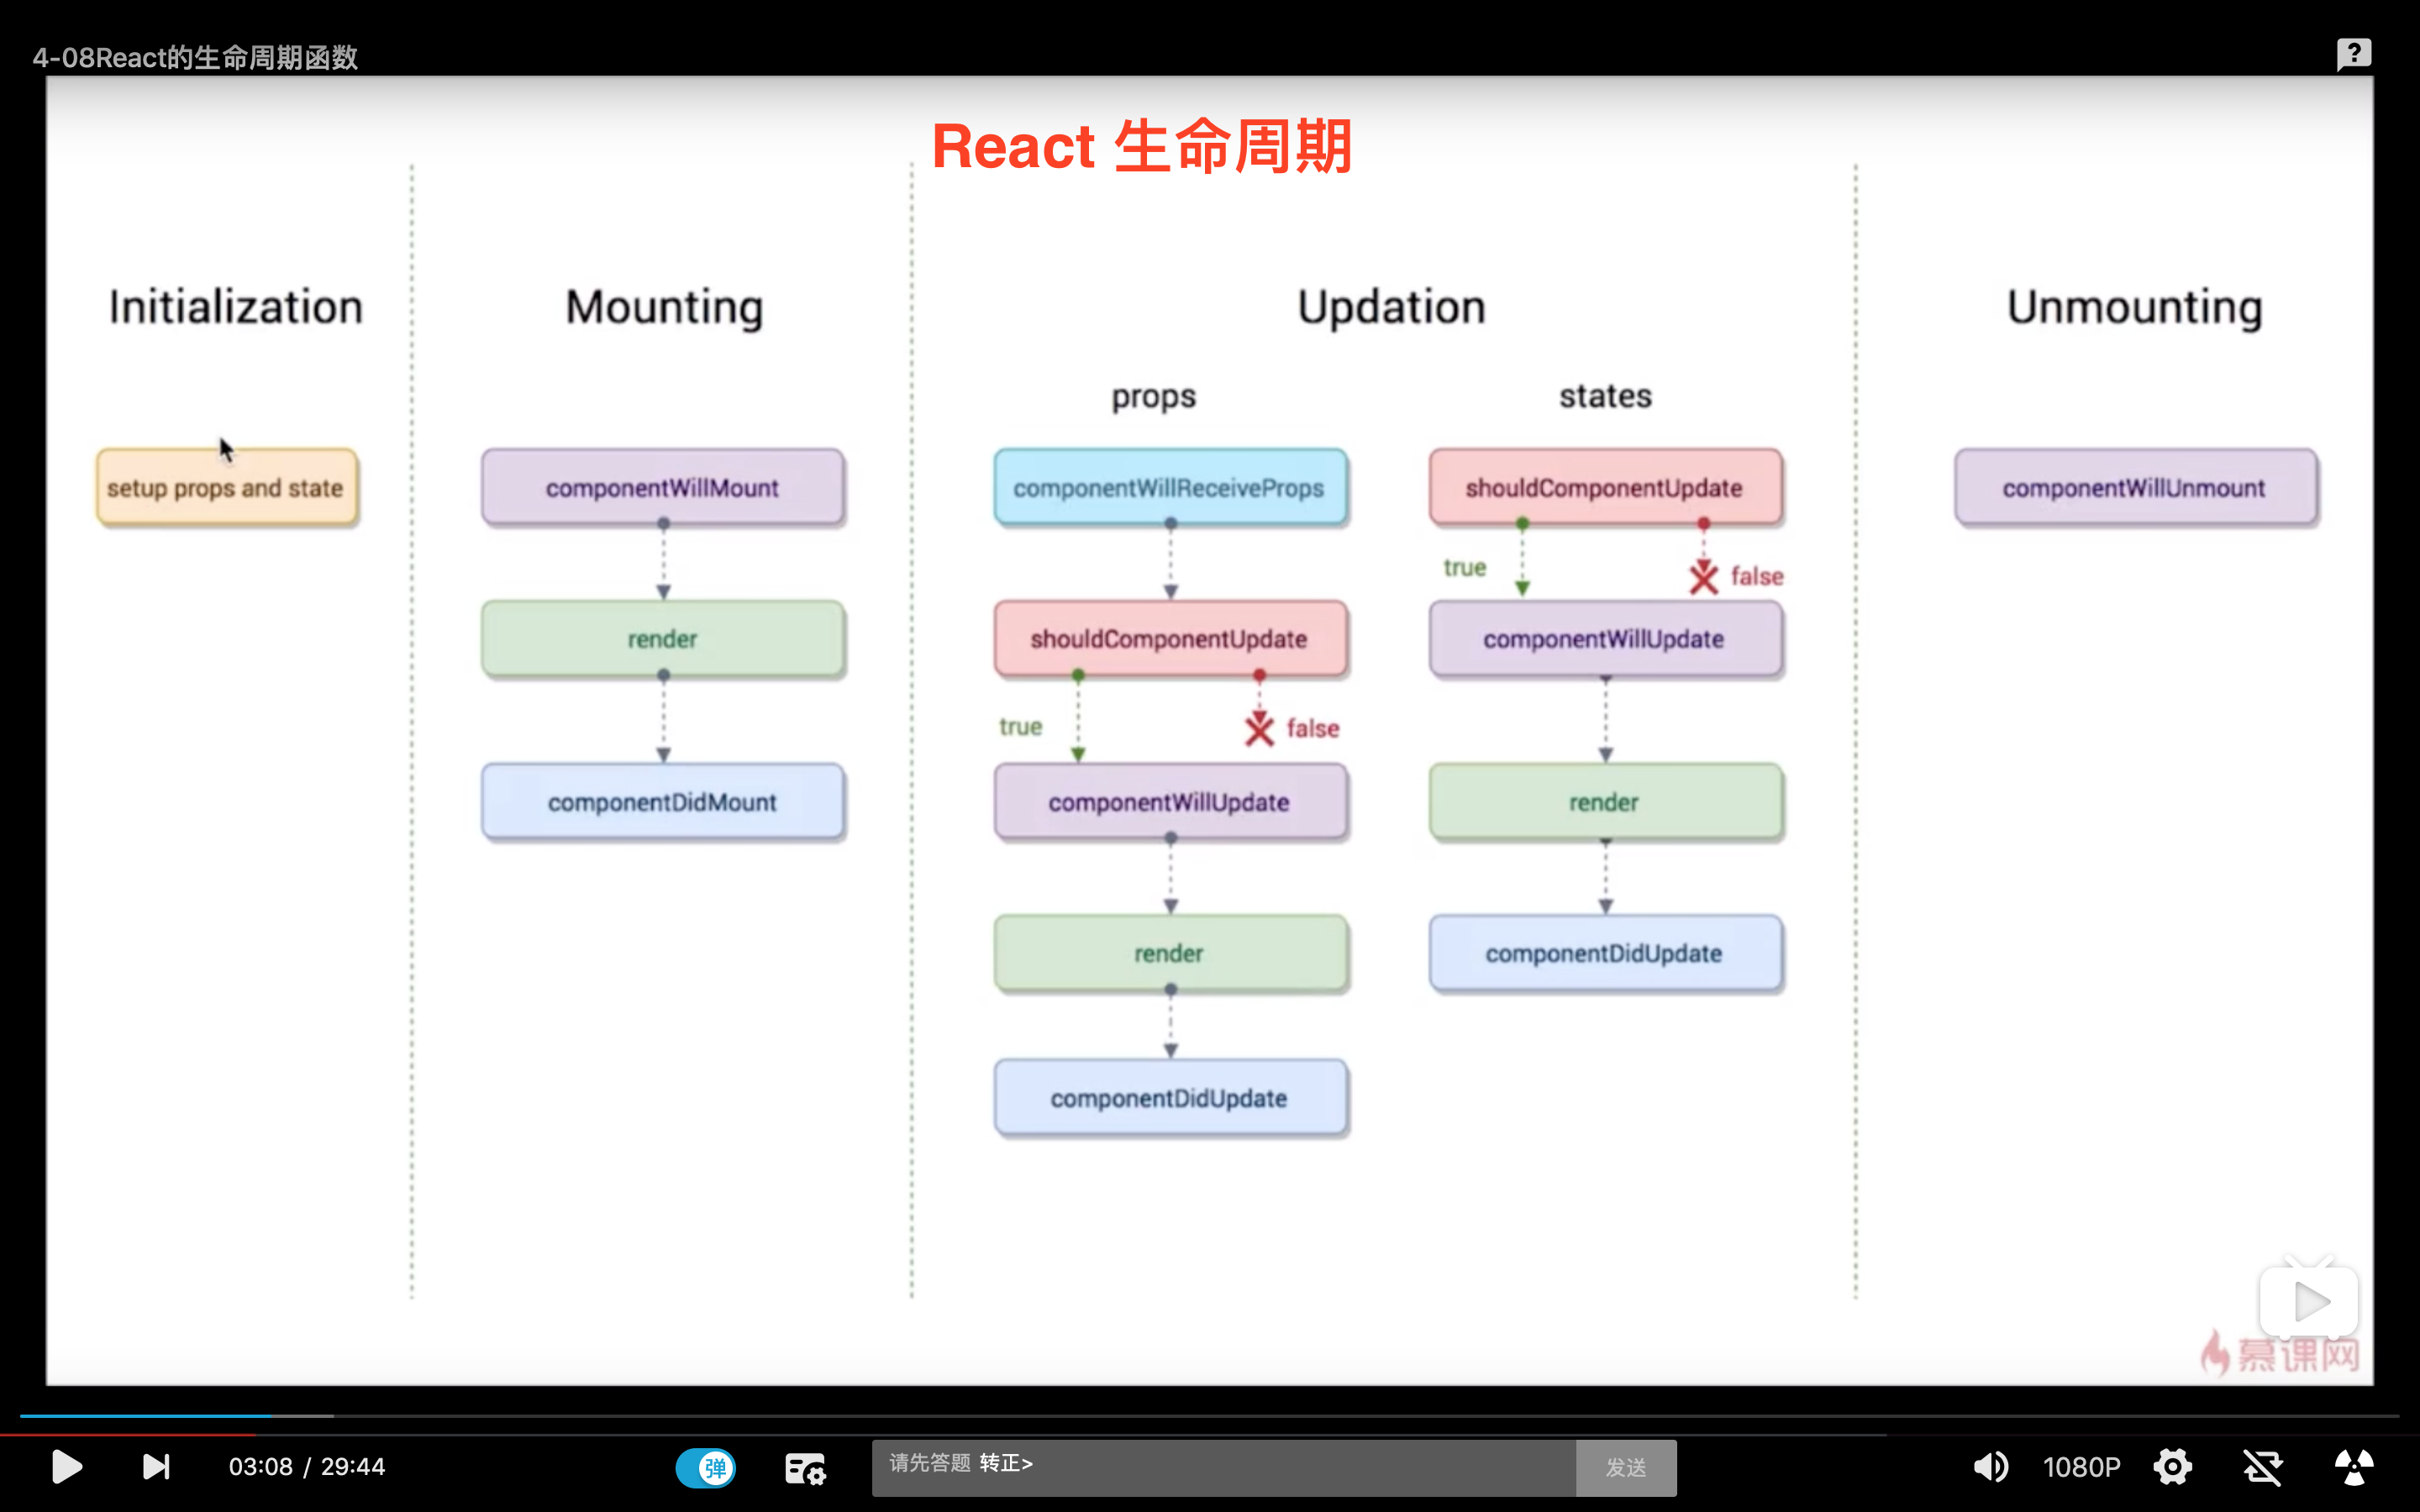 4-08React的生命周期函数
?
React 生命周期
Initialization
Mounting
Updation
Unmounting
props
states
setup props and state
componentWillMount
componentWillReceiveProps
shouldComponentUpdate
componentWillUnmount
true
false
render
shouldComponentUpdate
componentWillUpdate
true
false
componentDidMount
componentWillUpdate
render
render
componentDidUpdate
componentDidUpdate
慕课网
03:08 / 29:44
弹
请先答题 转正>
发送
1080P